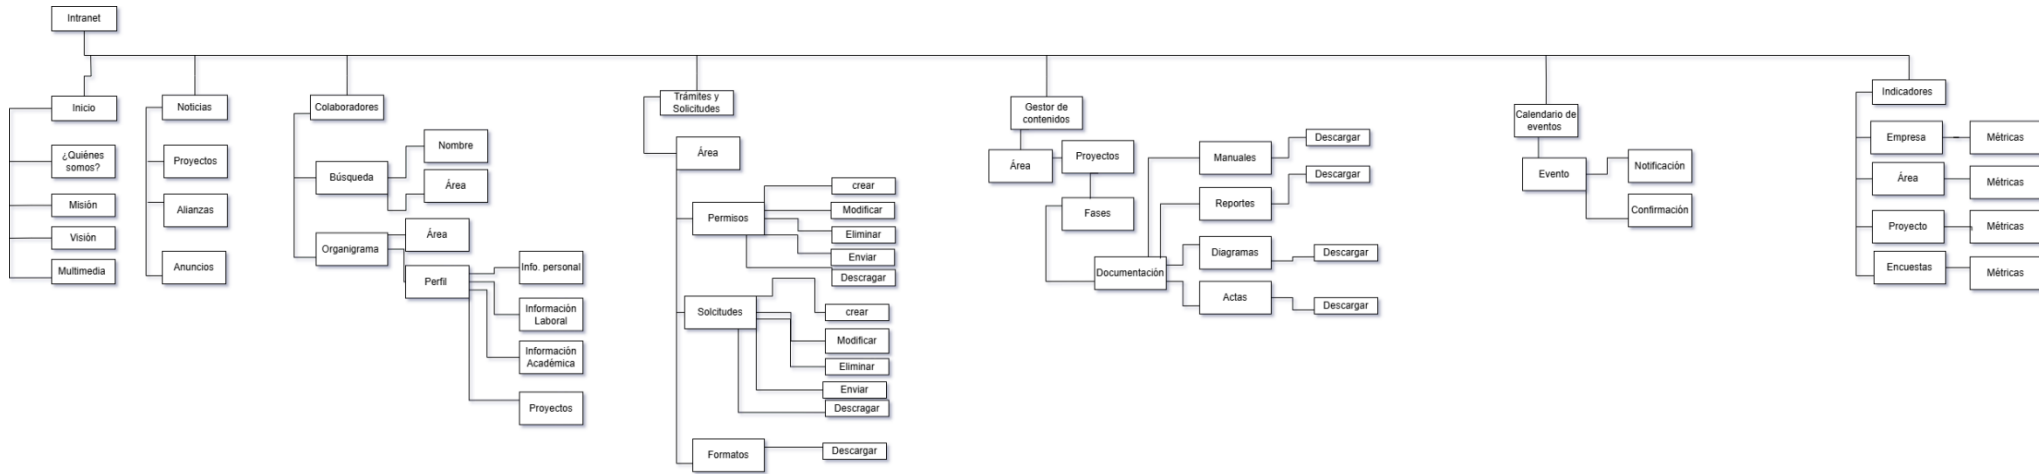 Intranet
Inicio
¿Quiénes
somos?
Misión
Visión
Multimedia
Noticias
Proyectos
Alianzas
Anuncios
Colaboradores
Búsqueda
Nombre
Área
Organigrama
Área
Perfil
Info. personal
Información
Laboral
Información
Académica
Proyectos
Trámites y
Solicitudes
Área
Permisos
crear
Modificar
Eliminar
Enviar
Descragar
Solcitudes
crear
Modificar
Eliminar
Enviar
Descragar
Formatos
Descargar
Gestor de
contenidos
Área
Proyectos
Fases
Documentación
Manuales
Descargar
Reportes
Descargar
Diagramas
Descargar
Actas
Descargar
Calendario de
eventos
Evento
Notificación
Confirmación
Indicadores
Empresa
Métricas
Área
Métricas
Proyecto
Métricas
Encuestas
Métricas